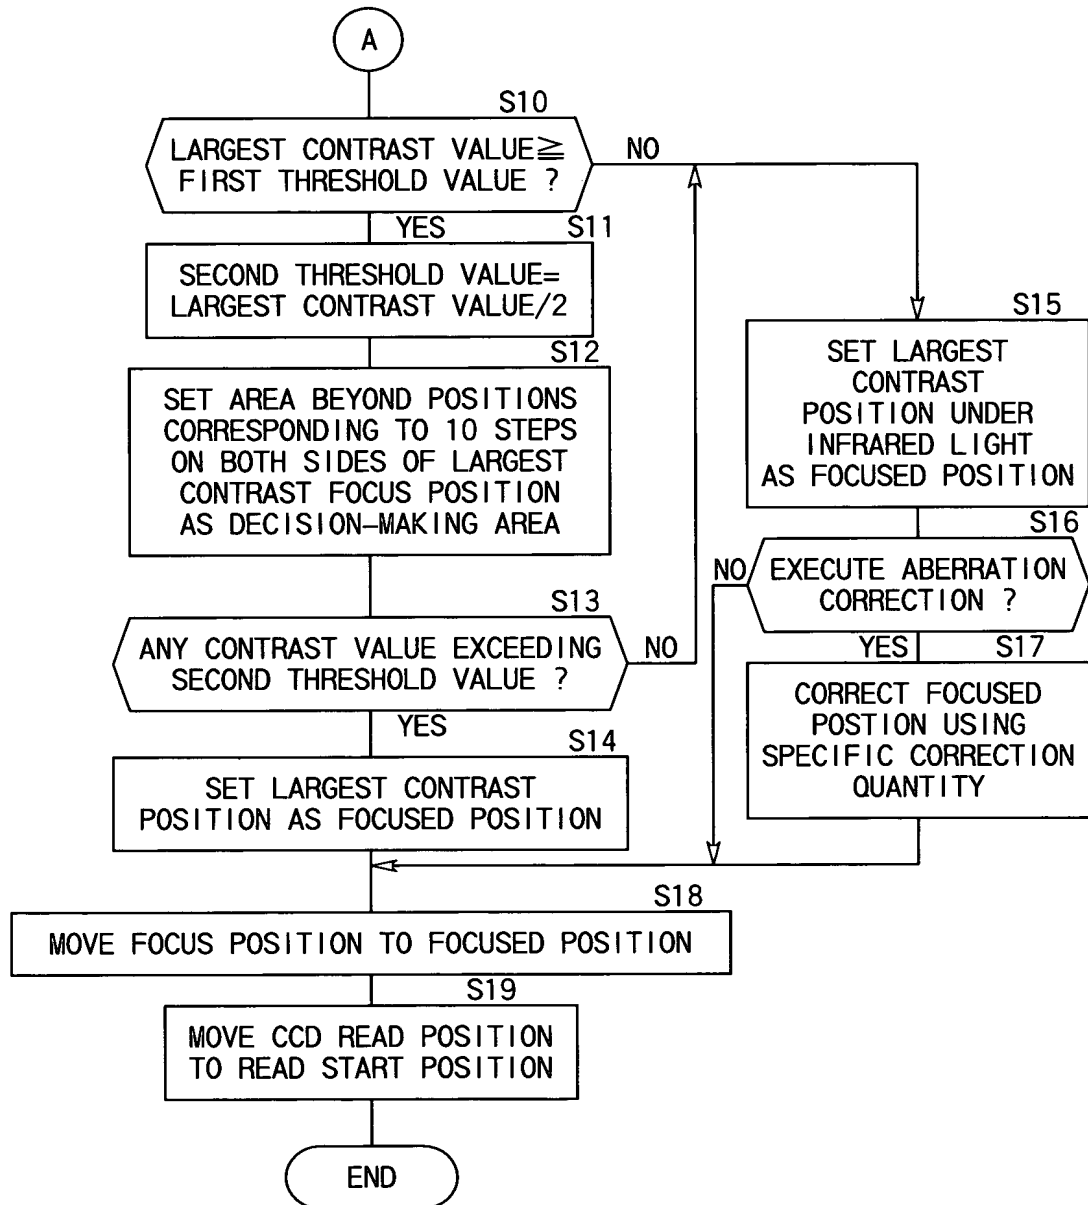 A
S10
LARGEST CONTRAST VALUE≧
FIRST THRESHOLD VALUE ?
NO
YES
S11
SECOND THRESHOLD VALUE=
LARGEST CONTRAST VALUE/2
S12
SET AREA BEYOND POSITIONS
CORRESPONDING TO 10 STEPS
ON BOTH SIDES OF LARGEST
CONTRAST FOCUS POSITION
AS DECISION-MAKING AREA
S13
ANY CONTRAST VALUE EXCEEDING
SECOND THRESHOLD VALUE ?
NO
YES
S14
SET LARGEST CONTRAST
POSITION AS FOCUSED POSITION
S15
SET LARGEST
CONTRAST
POSITION UNDER
INFRARED LIGHT
AS FOCUSED POSITION
S16
NO
EXECUTE ABERRATION
CORRECTION ?
YES
S17
CORRECT FOCUSED
POSTION USING
SPECIFIC CORRECTION
QUANTITY
S18
MOVE FOCUS POSITION TO FOCUSED POSITION
S19
MOVE CCD READ POSITION
TO READ START POSITION
END